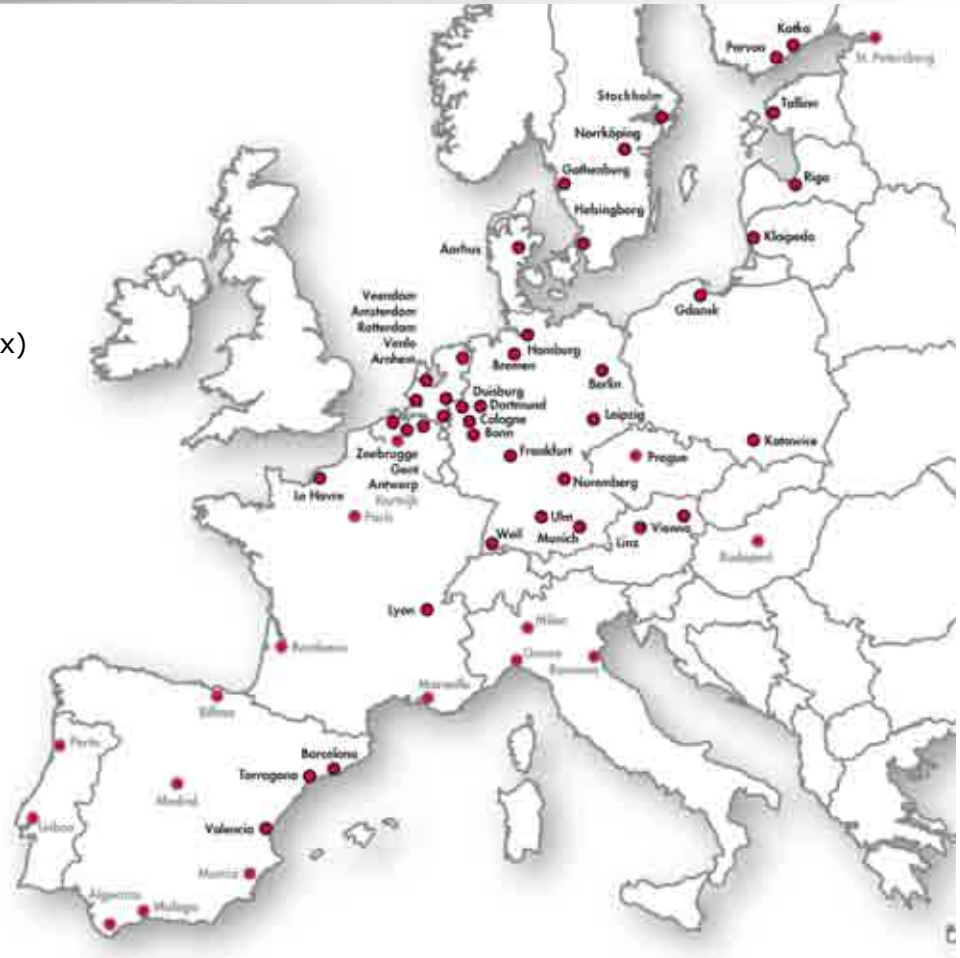 Kotka
Porvoo
St. Petersburg
Stockholm
Tallinn
Norrköping
Gothenburg
Riga
Helsingborg
Klaipeda
Aarhus
Veendam
Amsterdam
Rotterdam
Venlo
Arnhem
x)
Gdansk
Hamburg
Bremen
Berlin
Duisburg
Dortmund
Cologne
Bonn
Leipzig
Katowice
Frankfurt
Prague
Zeebrugge
Gent
Antwerp
Kortrijk
Nuremberg
Le Havre
Paris
Ulm
Munich
Linz
Vienna
Weil
Budapest
Lyon
Milan
Bordeaux
Genoa
Ravenna
Marseille
Bilbao
Porto
Barcelona
Tarragona
Madrid
Lisboa
Valencia
Murcia
Algeciras
Malaga